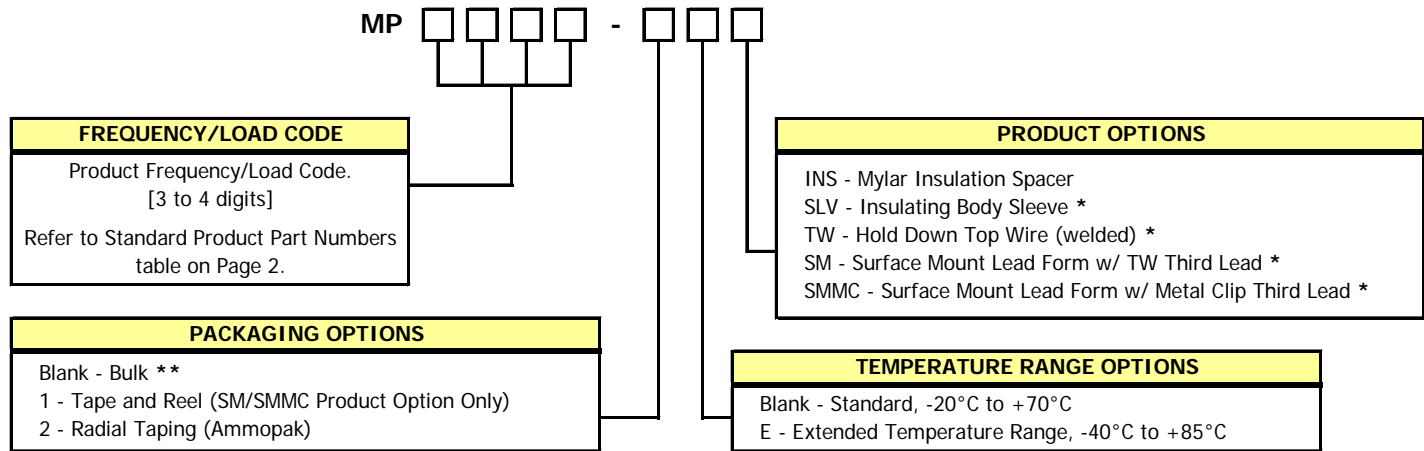 MP -
FREQUENCY/LOAD CODE
Product Frequency/Load Code.
[3 to 4 digits]
Refer to Standard Product Part Numbers
table on Page 2.
PRODUCT OPTIONS
INS - Mylar Insulation Spacer
SLV - Insulating Body Sleeve *
TW - Hold Down Top Wire (welded) *
SM - Surface Mount Lead Form w/ TW Third Lead *
SMMC - Surface Mount Lead Form w/ Metal Clip Third Lead *
PACKAGING OPTIONS
Blank - Bulk **
1 - Tape and Reel (SM/SMMC Product Option Only)
2 - Radial Taping (Ammopak)
TEMPERATURE RANGE OPTIONS
Blank - Standard, -20°C to +70°C
E - Extended Temperature Range, -40°C to +85°C